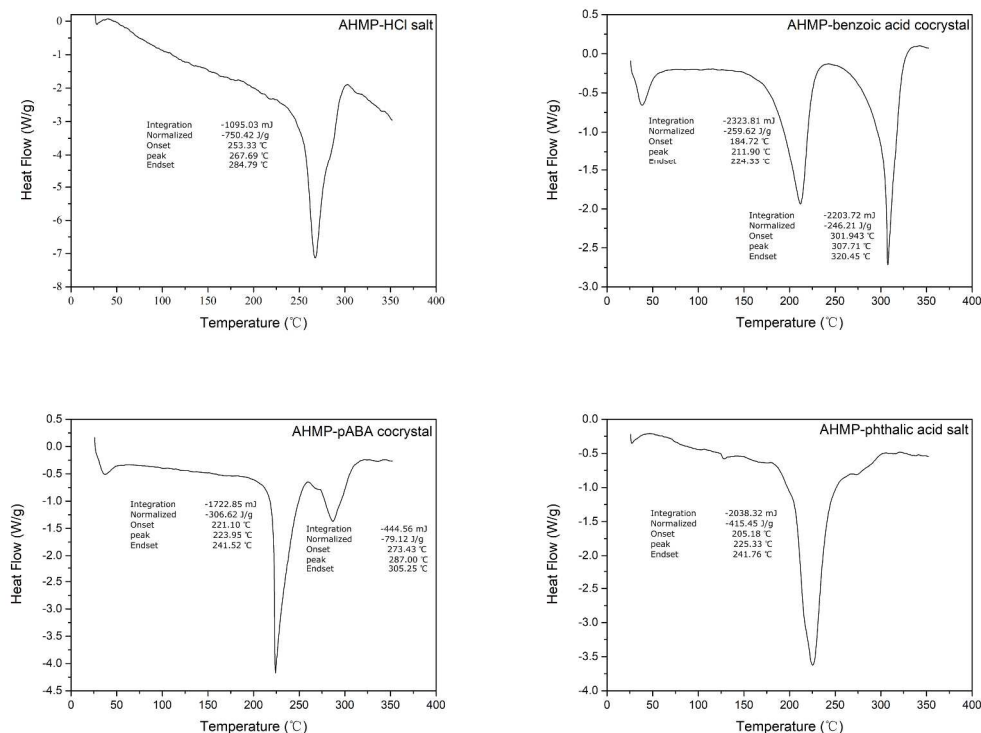 AHMP-HCl salt
Heat Flow (W/g)
0
-1
-2
-3
-4
-5
-6
-7
-8
Integration -1095.03 mJ
Normalized -750.42 J/g
Onset 253.33 ℃
peak 267.69 ℃
Endset 284.79 ℃
0 50 100 150 200 250 300 350 400
Temperature (℃)
AHMP-benzoic acid cocrystal
Heat Flow (W/g)
0.5
0.0
-0.5
-1.0
-1.5
-2.0
-2.5
-3.0
Integration -2323.81 mJ
Normalized -259.62 J/g
Onset 184.72 ℃
peak 211.90 ℃
Endset 224.33 ℃
Integration -2203.72 mJ
Normalized -246.21 J/g
Onset 301.943 ℃
peak 307.71 ℃
Endset 320.45 ℃
0 50 100 150 200 250 300 350 400
Temperature (℃)
AHMP-pABA cocrystal
Heat Flow (W/g)
0.5
0.0
-0.5
-1.0
-1.5
-2.0
-2.5
-3.0
-3.5
-4.0
-4.5
Integration -1722.85 mJ
Normalized -306.62 J/g
Onset 221.10 ℃
peak 223.95 ℃
Endset 241.52 ℃
Integration -444.56 mJ
Normalized -79.12 J/g
Onset 273.43 ℃
peak 287.00 ℃
Endset 305.25 ℃
0 50 100 150 200 250 300 350 400
Temperature (℃)
AHMP-phthalic acid salt
Heat Flow (W/g)
0.0
-0.5
-1.0
-1.5
-2.0
-2.5
-3.0
-3.5
-4.0
Integration -2038.32 mJ
Normalized -415.45 J/g
Onset 205.18 ℃
peak 225.33 ℃
Endset 241.76 ℃
0 50 100 150 200 250 300 350 400
Temperature (℃)